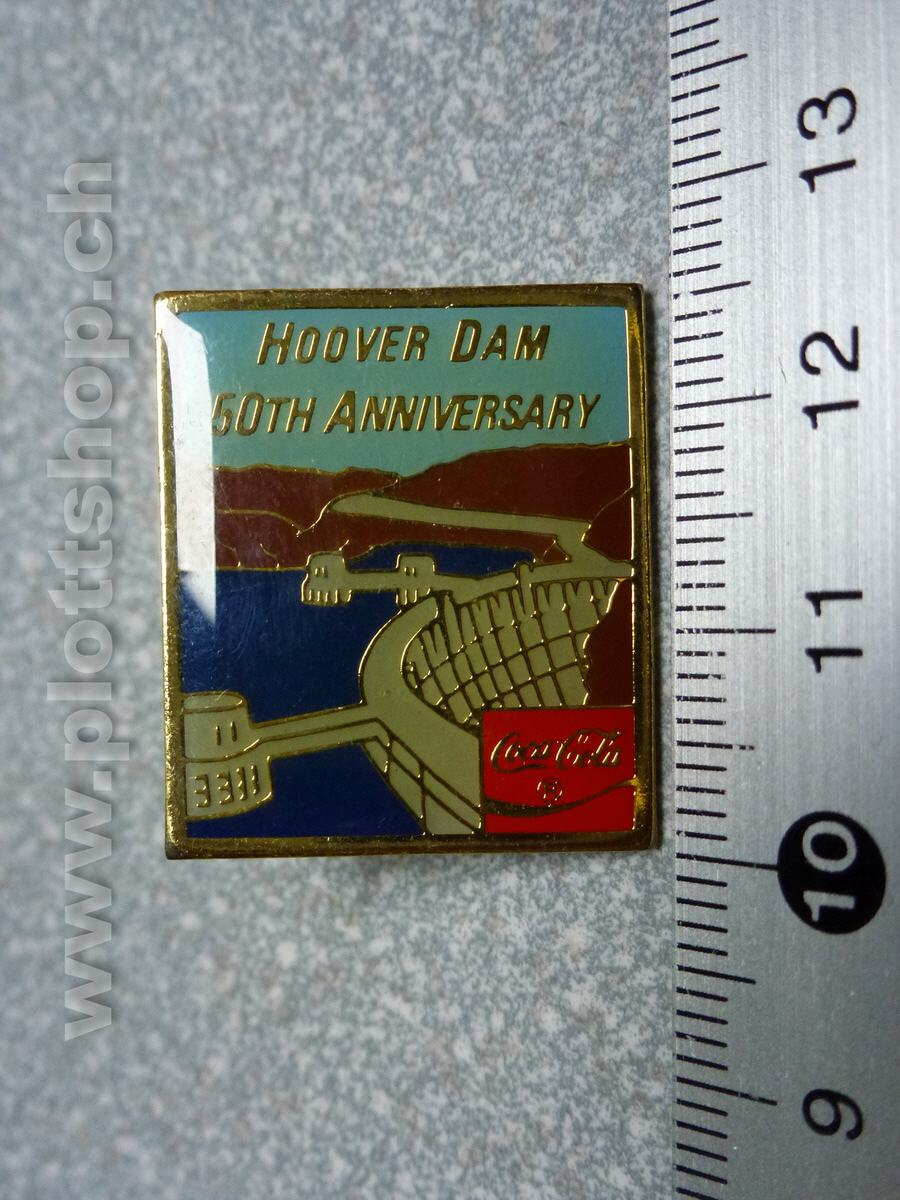 HOOVER DAM
50TH ANNIVERSARY
Coca-Cola
®
www.plottshop.ch
13
12
11
10
9